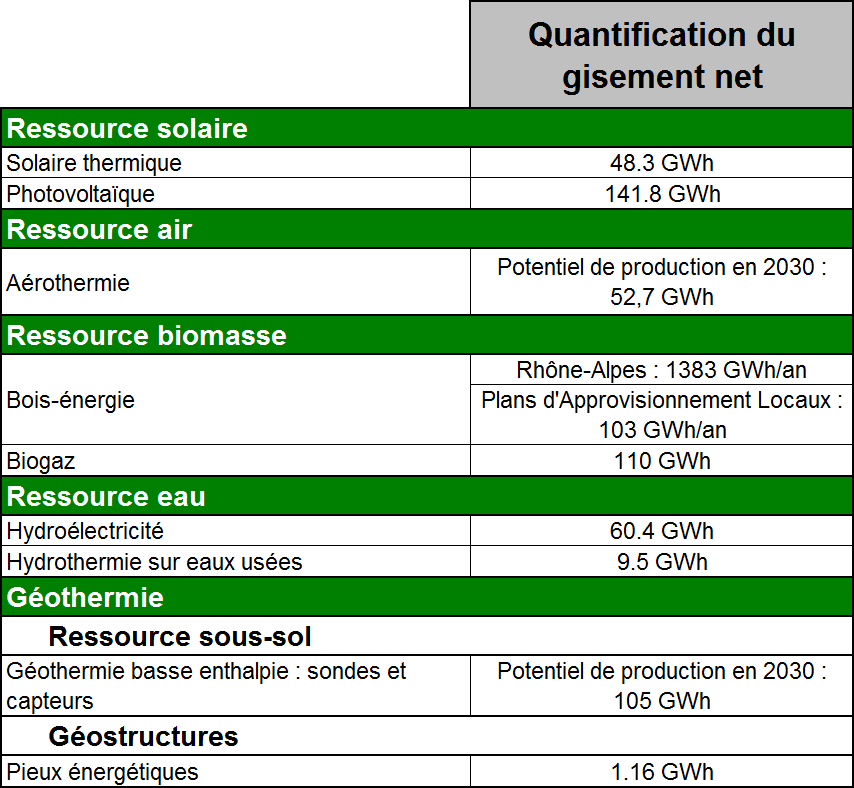 Quantification du
gisement net
Ressource solaire
Solaire thermique 48.3 GWh
Photovoltaïque 141.8 GWh
Ressource air
Aérothermie
Potentiel de production en 2030 :
52,7 GWh
Ressource biomasse
Bois-énergie
Rhône-Alpes : 1383 GWh/an
Plans d'Approvisionnement Locaux :
103 GWh/an
Biogaz 110 GWh
Ressource eau
Hydroélectricité 60.4 GWh
Hydrothermie sur eaux usées 9.5 GWh
Géothermie
Ressource sous-sol
Géothermie basse enthalpie : sondes et
capteurs
Potentiel de production en 2030 :
105 GWh
Géostructures
Pieux énergétiques 1.16 GWh